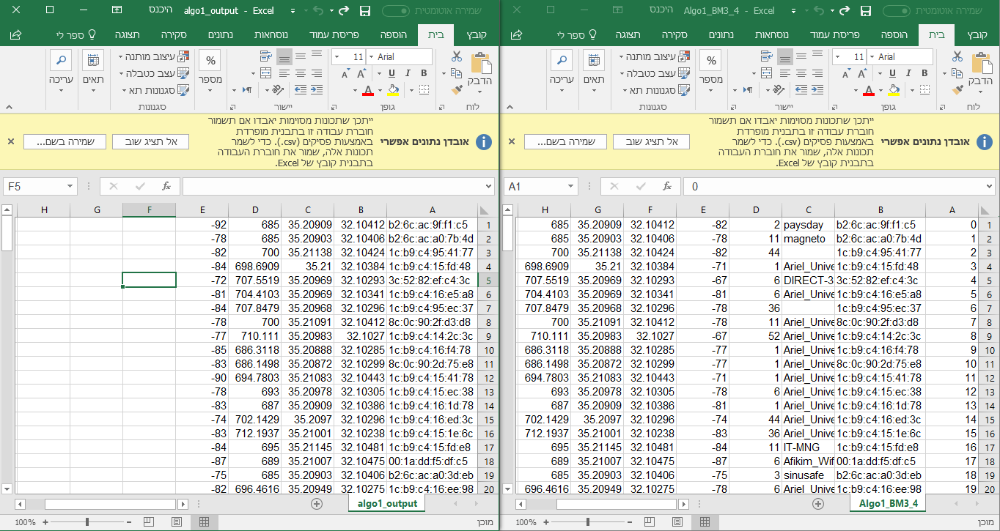 שמירה אוטומטית
algo1_output - Excel
היכנס
קובץ בית הוספה פריסת עמוד נוסחאות נתונים סקירה תצוגה ספר לי
הדבק
Arial 11
B I U
A A
A
מספר
%
עיצוב מותנה
עצב כטבלה
סגנונות תא
תאים
עריכה
לוח גופן יישור סגנונות
אובדן נתונים אפשרי
ייתכן שתכונות מסוימות יאבדו אם תשמור
חוברת עבודה זו בתבנית מופרדת
באמצעות פסיקים (csv.). כדי לשמר
תכונות אלה, שמור את חוברת העבודה
בתבנית קובץ של Excel.
אל תציג שוב
שמירה בשם...
F5 fx
A B C D E F G H
1 b2:6c:ac:9f:f1:c5 32.10412 35.20909 685 -92
2 b2:6c:ac:a0:7b:4d 32.10406 35.20903 685 -78
3 1c:b9:c4:95:41:77 32.10424 35.21138 700 -82
4 1c:b9:c4:15:fd:48 32.10384 35.21 698.6909 -84
5 3c:52:82:ef:c4:3c 32.10293 35.20969 707.5519 -72
6 1c:b9:c4:16:e5:a8 32.10341 35.20969 704.4103 -81
7 1c:b9:c4:95:ec:37 32.10296 35.20968 707.8479 -84
8 8c:0c:90:2f:d3:d8 32.10412 35.21091 700 -78
9 1c:b9:c4:14:2c:3c 32.1027 35.20983 710.111 -77
10 1c:b9:c4:16:f4:78 32.10285 35.20888 686.3118 -85
11 8c:0c:90:2d:75:e8 32.10299 35.20872 686.1498 -83
12 1c:b9:c4:15:41:78 32.10443 35.21083 694.7803 -90
13 1c:b9:c4:15:ec:38 32.10305 35.20978 693 -78
14 1c:b9:c4:16:1d:78 32.10386 35.20909 687 -83
15 1c:b9:c4:16:ed:3c 32.10296 35.2097 702.1429 -74
16 1c:b9:c4:15:1e:6c 32.10238 35.21001 712.1937 -83
17 1c:b9:c4:15:fd:e8 32.10481 35.21145 695 -84
18 00:1a:dd:f5:df:c5 32.10475 35.21007 689 -87
19 b2:6c:ac:a0:3d:eb 32.10406 35.20903 685 -75
20 1c:b9:c4:16:ee:98 32.10275 35.20949 696.4616 -82
algo1_output
מוכן
100%
שמירה אוטומטית
Algo1_BM3_4 - Excel
היכנס
קובץ בית הוספה פריסת עמוד נוסחאות נתונים סקירה תצוגה ספר לי
הדבק
Arial 11
B I U
A A
A
מספר
%
עיצוב מותנה
עצב כטבלה
סגנונות תא
תאים
עריכה
לוח גופן יישור סגנונות
אובדן נתונים אפשרי
ייתכן שתכונות מסוימות יאבדו אם תשמור
חוברת עבודה זו בתבנית מופרדת
באמצעות פסיקים (csv.). כדי לשמר
תכונות אלה, שמור את חוברת העבודה
בתבנית קובץ של Excel.
אל תציג שוב
שמירה בשם...
A1 fx 0
A B C D E F G H
1 0 b2:6c:ac:9f:f1:c5 paysday 2 -82 32.10412 35.20909 685
2 1 b2:6c:ac:a0:7b:4d magneto 11 -78 32.10406 35.20903 685
3 2 1c:b9:c4:95:41:77 44 -82 32.10424 35.21138 700
4 3 1c:b9:c4:15:fd:48 Ariel_Unive 1 -71 32.10384 35.21 698.6909
5 4 3c:52:82:ef:c4:3c DIRECT-3 6 -67 32.10293 35.20969 707.5519
6 5 1c:b9:c4:16:e5:a8 Ariel_Unive 6 -81 32.10341 35.20969 704.4103
7 6 1c:b9:c4:95:ec:37 36 -78 32.10296 35.20968 707.8479
8 7 8c:0c:90:2f:d3:d8 Ariel_Unive 11 -78 32.10412 35.21091 700
9 8 1c:b9:c4:14:2c:3c Ariel_Unive 52 -67 32.1027 35.20983 710.111
10 9 1c:b9:c4:16:f4:78 Ariel_Unive 1 -77 32.10285 35.20888 686.3118
11 10 8c:0c:90:2d:75:e8 Ariel_Unive 1 -77 32.10299 35.20872 686.1498
12 11 1c:b9:c4:15:41:78 Ariel_Unive 1 -71 32.10443 35.21083 694.7803
13 12 1c:b9:c4:15:ec:38 Ariel_Unive 6 -78 32.10305 35.20978 693
14 13 1c:b9:c4:16:1d:78 Ariel_Unive 1 -81 32.10386 35.20909 687
15 14 1c:b9:c4:16:ed:3c Ariel_Unive 44 -74 32.10296 35.2097 702.1429
16 15 1c:b9:c4:15:1e:6c Ariel_Unive 36 -83 32.10238 35.21001 712.1937
17 16 1c:b9:c4:15:fd:e8 IT-MNG 11 -84 32.10481 35.21145 695
18 17 00:1a:dd:f5:df:c5 Afikim_Wif 6 -87 32.10475 35.21007 689
19 18 b2:6c:ac:a0:3d:eb sinusafe 3 -75 32.10406 35.20903 685
20 19 1c:b9:c4:16:ee:98 Ariel_Unive 6 -78 32.10275 35.20949 696.4616
Algo1_BM3_4
מוכן
100%